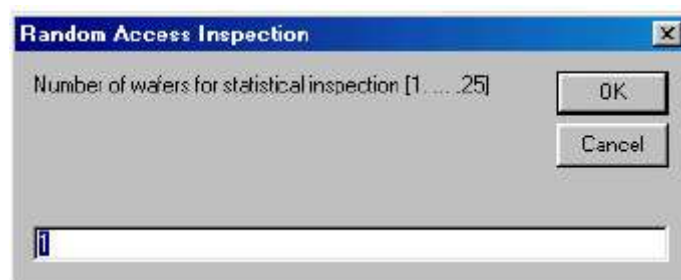 Random Access Inspection
Number of wafers for statistical inspection [1. ... .25]
OK
Cancel
1